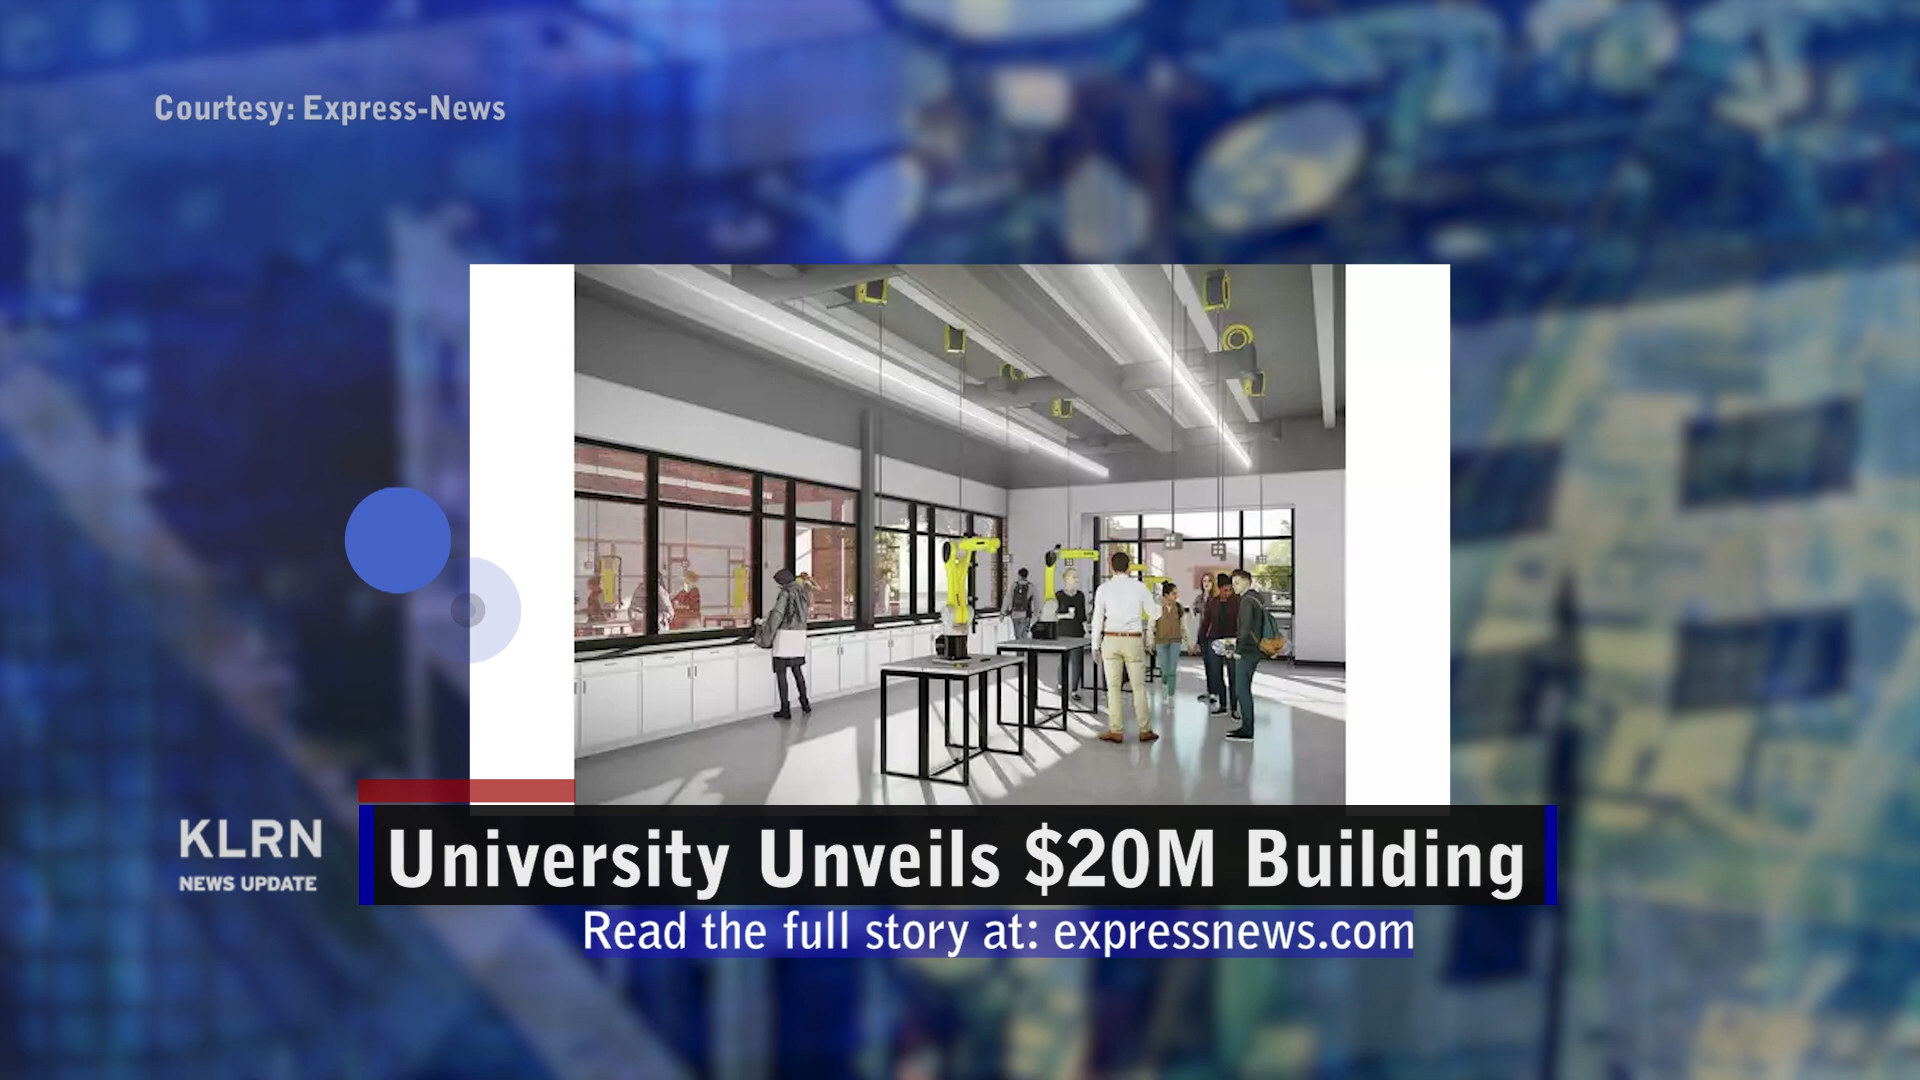 Courtesy: Express-News
KLRN
NEWS UPDATE
University Unveils $20M Building
Read the full story at: expressnews.com